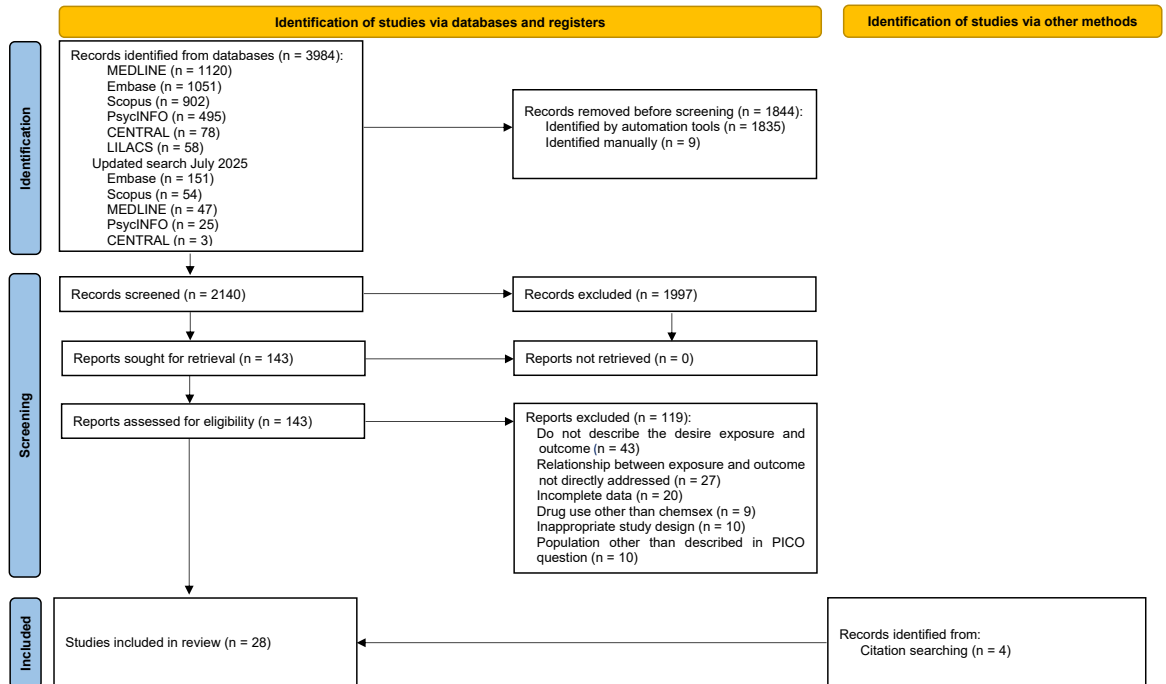 Identification of studies via databases and registers
Identification of studies via other methods
Identification
Records identified from databases (n = 3984):
MEDLINE (n = 1120)
Embase (n = 1051)
Scopus (n = 902)
PsycINFO (n = 495)
CENTRAL (n = 78)
LILACS (n = 58)
Updated search July 2025
Embase (n = 151)
Scopus (n = 54)
MEDLINE (n = 47)
PsycINFO (n = 25)
CENTRAL (n = 3)
Records removed before screening (n = 1844):
Identified by automation tools (n = 1835)
Identified manually (n = 9)
Screening
Records screened (n = 2140)
Records excluded (n = 1997)
Reports sought for retrieval (n = 143)
Reports not retrieved (n = 0)
Reports assessed for eligibility (n = 143)
Reports excluded (n = 119):
Do not describe the desire exposure and
outcome (n = 43)
Relationship between exposure and outcome
not directly addressed (n = 27)
Incomplete data (n = 20)
Drug use other than chemsex (n = 9)
Inappropriate study design (n = 10)
Population other than described in PICO
question (n = 10)
Included
Studies included in review (n = 28)
Records identified from:
Citation searching (n = 4)